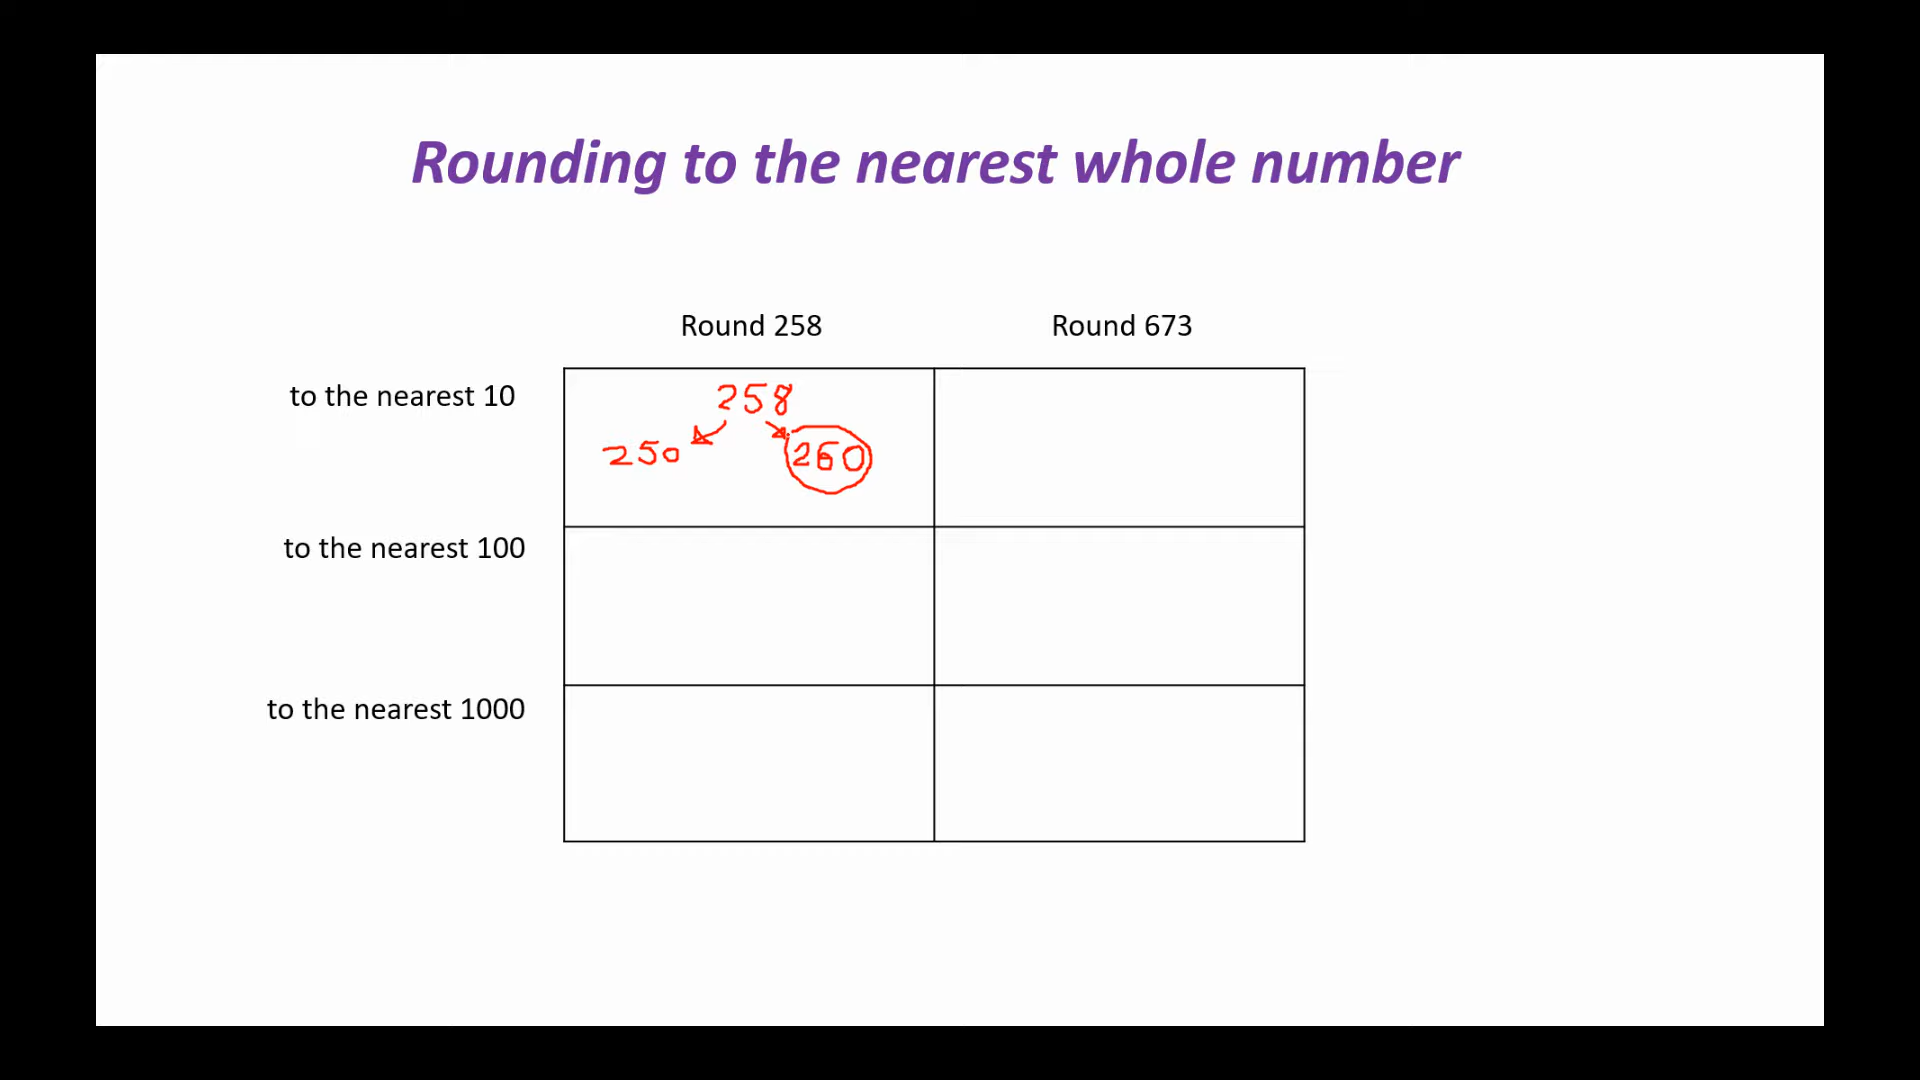 Rounding to the nearest whole number
Round 258 Round 673
to the nearest 10
258
250 260
to the nearest 100
to the nearest 1000